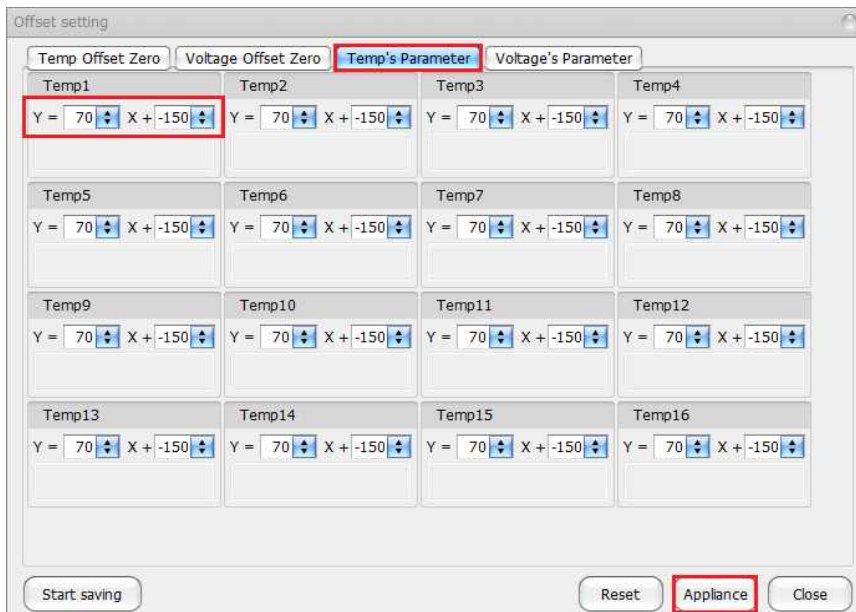 Offset setting
Temp Offset Zero Voltage Offset Zero Temp's Parameter Voltage's Parameter
Temp1 Temp2 Temp3 Temp4
Y = 70 X + -150 Y = 70 X + -150 Y = 70 X + -150 Y = 70 X + -150
Temp5 Temp6 Temp7 Temp8
Y = 70 X + -150 Y = 70 X + -150 Y = 70 X + -150 Y = 70 X + -150
Temp9 Temp10 Temp11 Temp12
Y = 70 X + -150 Y = 70 X + -150 Y = 70 X + -150 Y = 70 X + -150
Temp13 Temp14 Temp15 Temp16
Y = 70 X + -150 Y = 70 X + -150 Y = 70 X + -150 Y = 70 X + -150
Start saving Reset Appliance Close